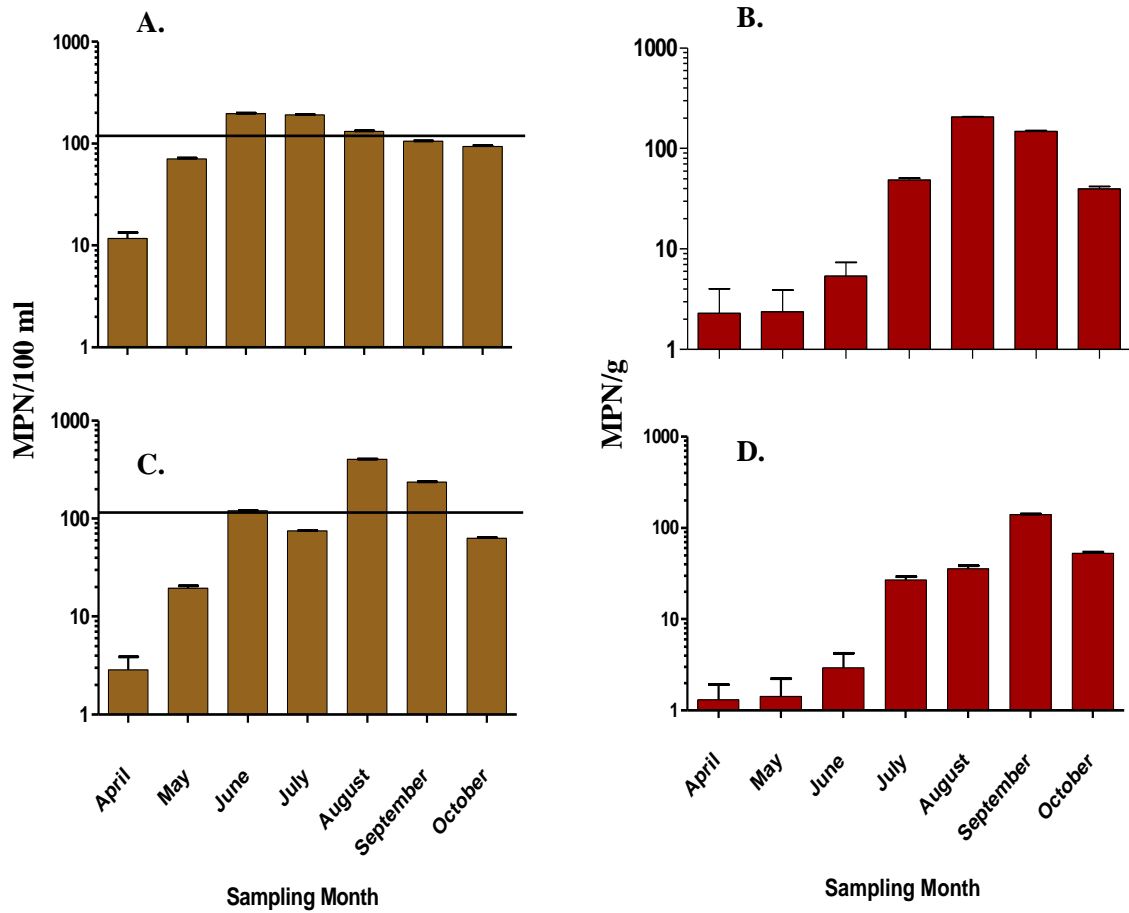 A.
1000
100
10
1
B.
1000
100
10
1
MPN/100 ml
MPN/g
C.
1000
100
10
1
D.
1000
100
10
1
April
May
June
July
August
September
October
Sampling Month
April
May
June
July
August
September
October
Sampling Month